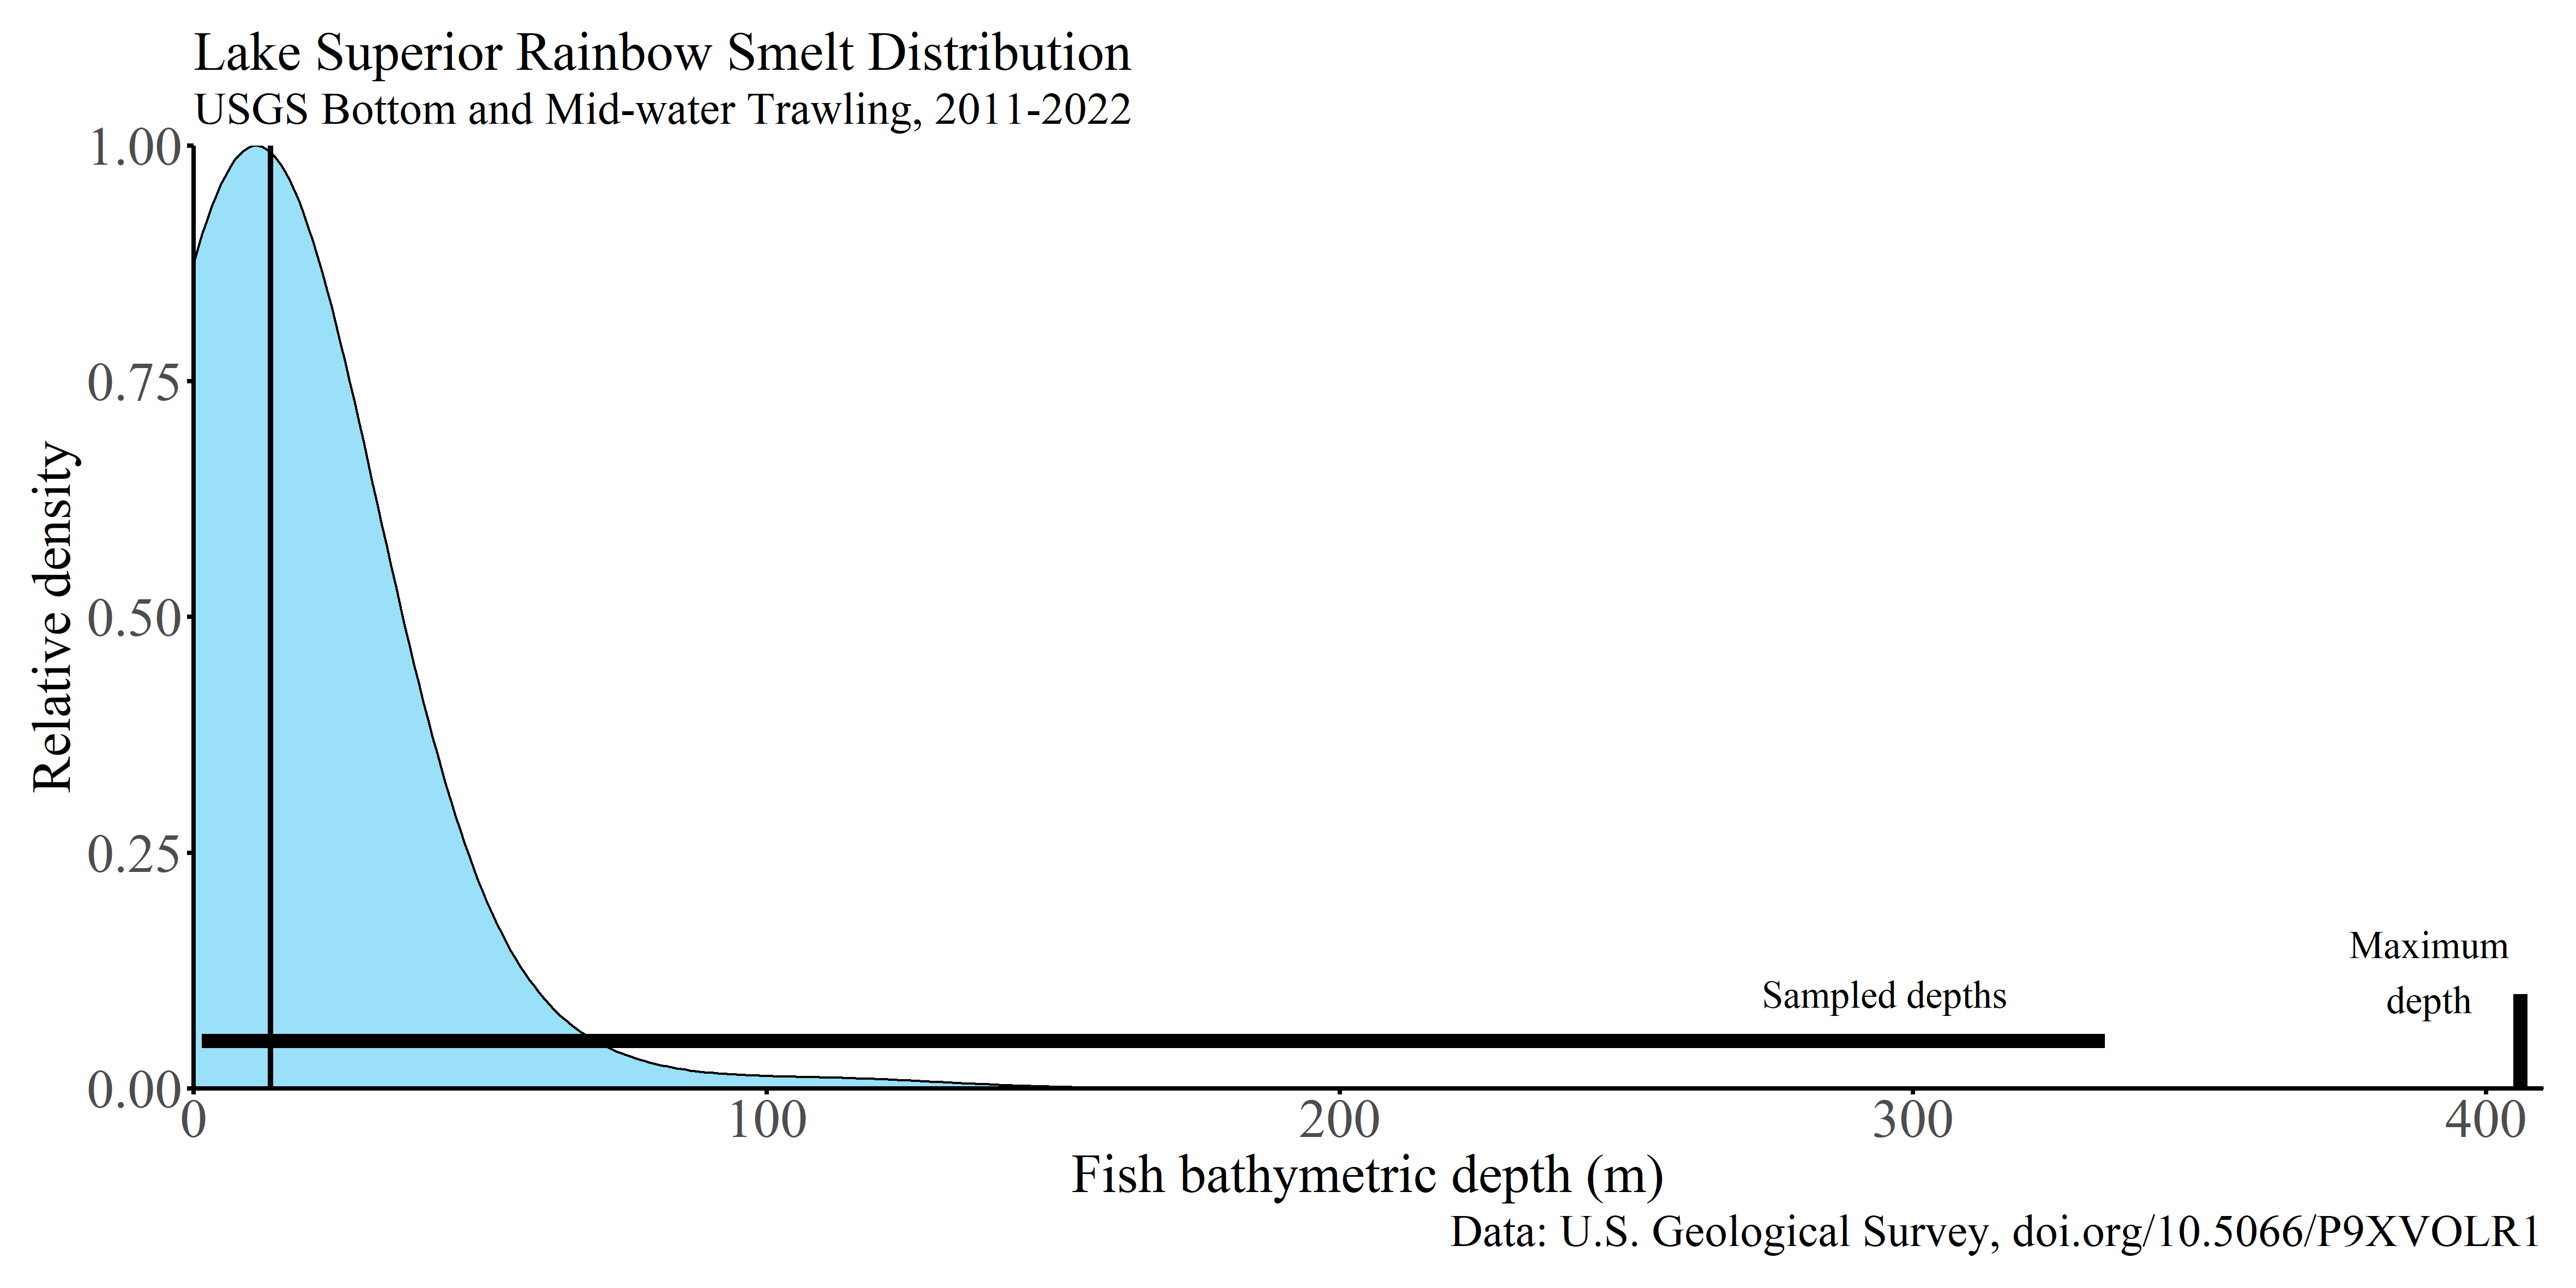 Lake Superior Rainbow Smelt Distribution
USGS Bottom and Mid-water Trawling, 2011-2022
1.00
0.75
0.50
0.25
0.00
Relative density
Sampled depths
Maximum
depth
0
100
200
300
400
Fish bathymetric depth (m)
Data: U.S. Geological Survey, doi.org/10.5066/P9XVOLR1